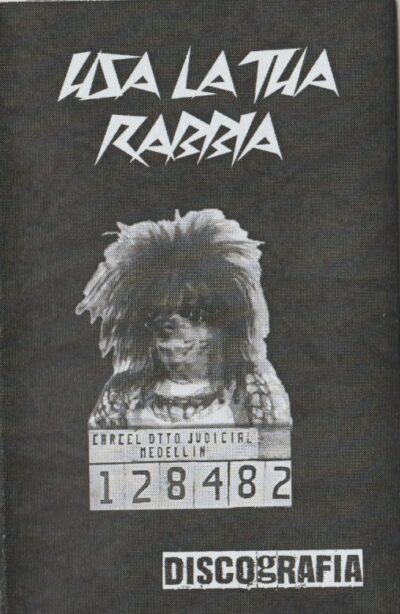 USA LA TUA
RABBIA
CARCEL DTTO JUDICIAL
MEDELLIN
128482
DISCOgRAFIA